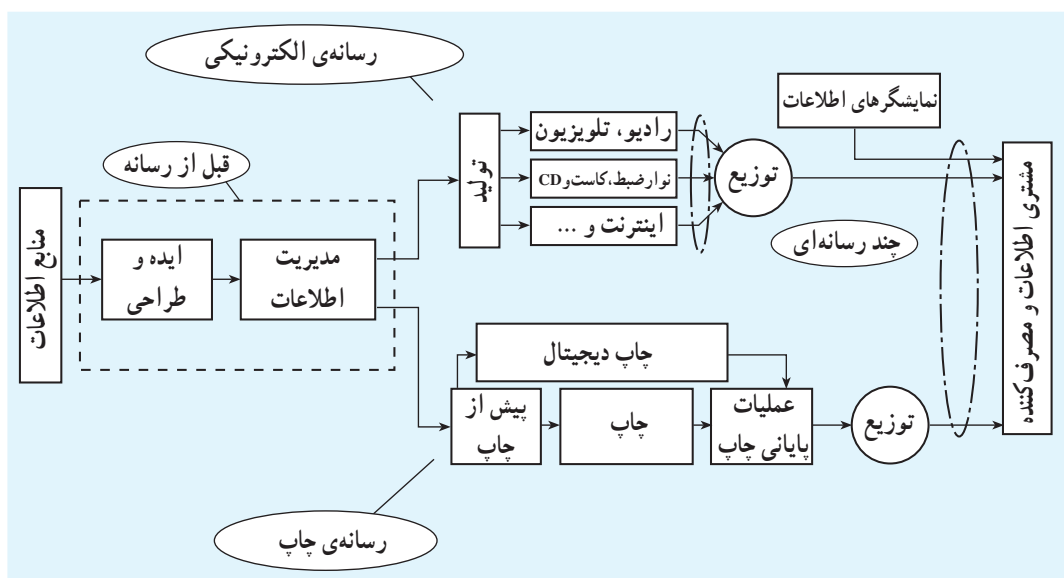 رسانه‌ی الکترونیکی
نمایشگرهای اطلاعات
رادیو، تلویزیون
نوار ضبط، کاست و CD
اینترنت و ...
تولید
توزیع
قبل از رسانه
چند رسانه‌ای
منابع اطلاعات
ایده و
طراحی
مدیریت
اطلاعات
مشتری اطلاعات و مصرف‌کننده
چاپ دیجیتال
پیش از
چاپ
چاپ
عملیات
پایانی چاپ
توزیع
رسانه‌ی چاپ